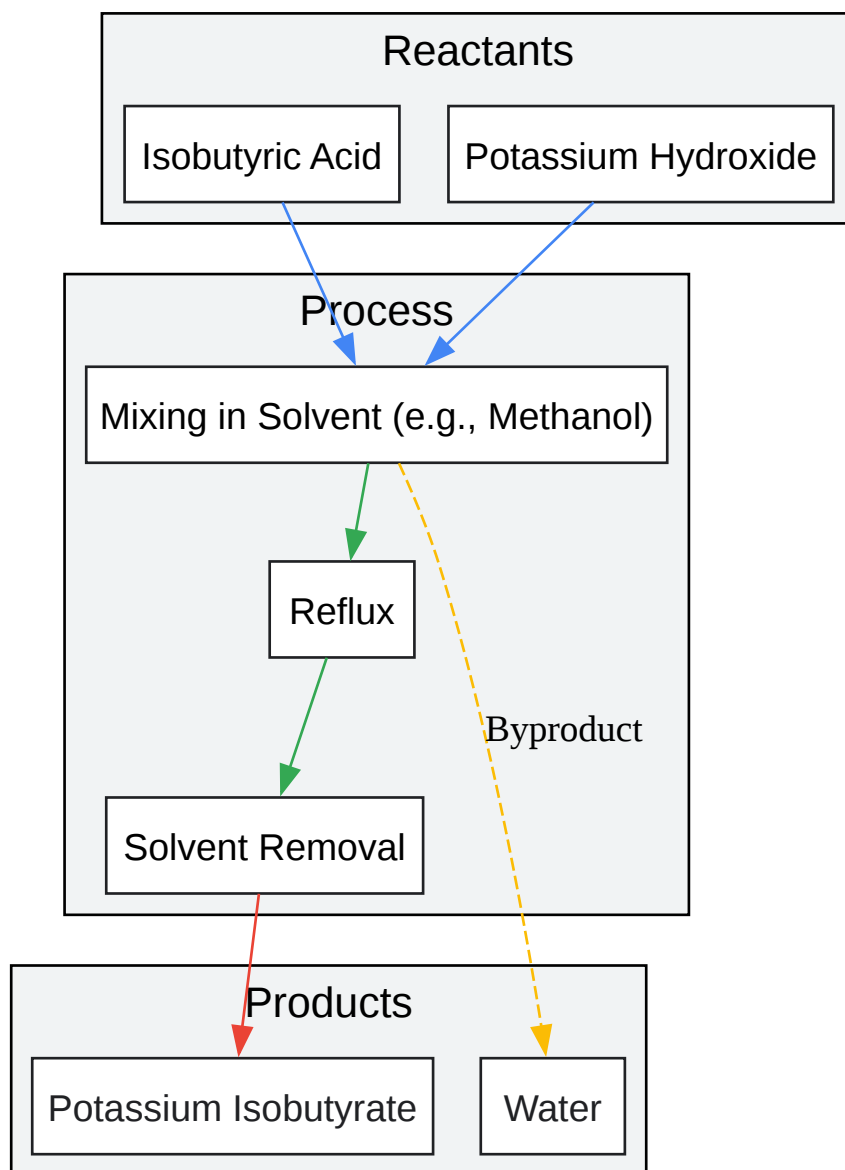 Reactants
Isobutyric Acid
Potassium Hydroxide
Process
Mixing in Solvent (e.g., Methanol)
Reflux
Byproduct
Solvent Removal
Products
Potassium Isobutyrate
Water